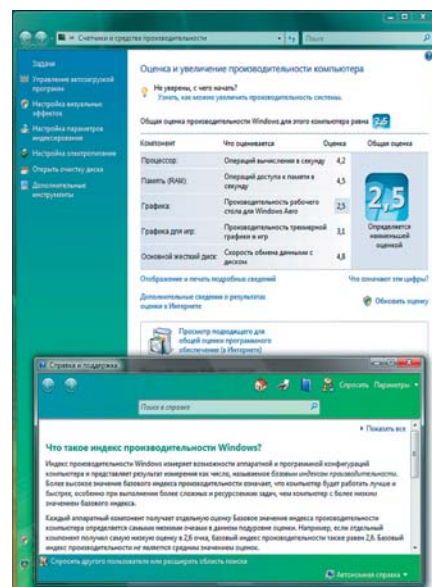 Счетчики и средства производительности
Поиск
Задачи
Управление автозагрузкой
программ
Настройка визуальных
эффектов
Настройка параметров
индексирования
Настройка электропитания
Открыть очистку диска
Дополнительные
инструменты
Оценка и увеличение производительности компьютера
Не уверены, с чего начать?
Узнать, как можно увеличить производительность системы.
Общая оценка производительности Windows для этого компьютера равна 2,5
Компонент Что оценивается Оценка Общая оценка
Процессор: Операций вычисления в секунду 4,2
Память (RAM): Операций доступа к памяти в
секунду 4,5
Графика: Производительность рабочего
стола для Windows Aero 2,5
Графика для игр: Производительность трехмерной
графики и игр 3,1
Основной жесткий диск: Скорость обмена данными с
диском 4,8
2,5
Определяется
наименьшей
оценкой
Отображение и печать подробных сведений Что означают эти цифры?
Дополнительные сведения о результатах
оценки в Интернете
Обновить оценку
Просмотр подходящего для
общей оценки программного
обеспечения (в Интернете)
Справка и поддержка
Спросить Параметры
Поиск в справке
Показать все
Что такое индекс производительности Windows?
Индекс производительности Windows измеряет возможности аппаратной и программной конфигураций
компьютера и представляет результат измерения как число, называемое базовым индексом производительности.
Более высокое значение базового индекса производительности означает, что компьютер будет работать лучше и
быстрее, особенно при выполнении более сложных и ресурсоемких задач, чем компьютер с более низким
значением базового индекса.
Каждый аппаратный компонент получает отдельную оценку. Базовое значение индекса производительности
компьютера определяется самыми низкими очками в данном подуровне оценки. Например, если отдельный
компонент получил самую низкую оценку в 2,6 очка, базовый индекс производительности также равен 2,6. Базовый
индекс производительности не является средним значением оценок.
Спросить другого пользователя или расширить область поиска
Автономная справка